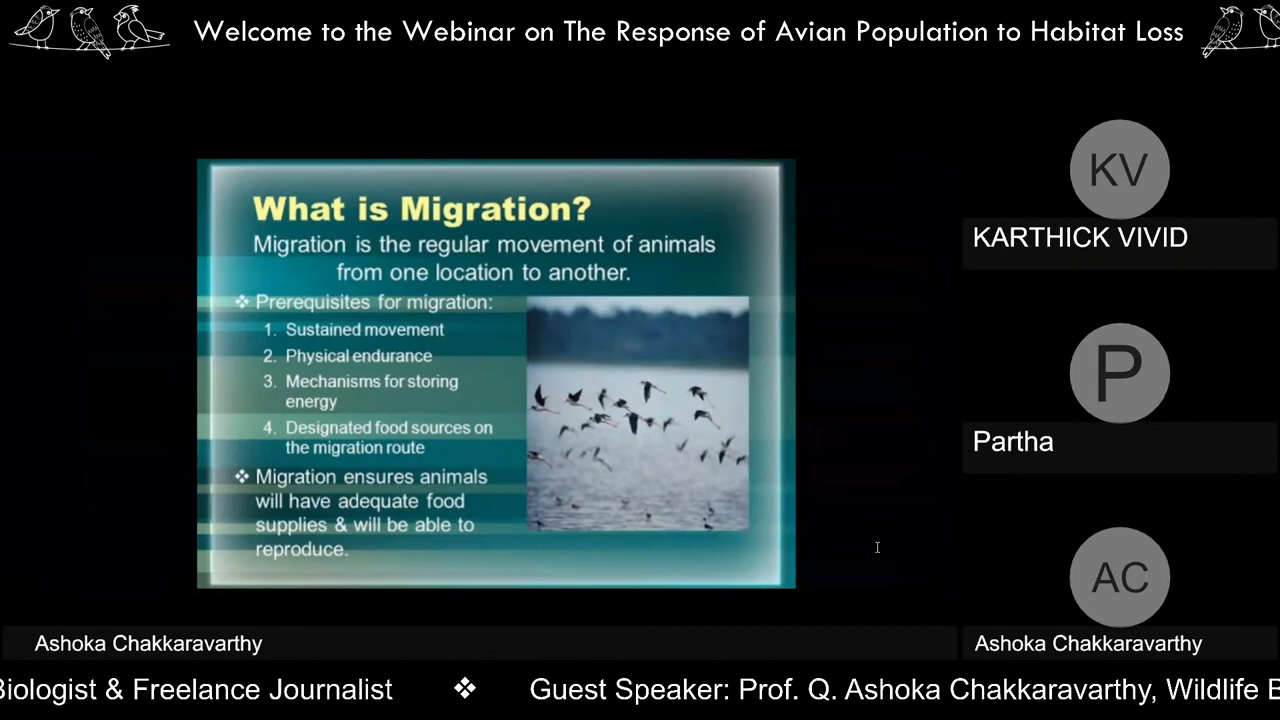 Welcome to the Webinar on The Response of Avian Population to Habitat Loss
What is Migration?
Migration is the regular movement of animals
from one location to another.
❖ Prerequisites for migration:
1. Sustained movement
2. Physical endurance
3. Mechanisms for storing
energy
4. Designated food sources on
the migration route
❖ Migration ensures animals
will have adequate food
supplies & will be able to
reproduce.
KV
KARTHICK VIVID
P
Partha
AC
Ashoka Chakkaravarthy
Ashoka Chakkaravarthy
Biologist & Freelance Journalist ❖ Guest Speaker: Prof. Q. Ashoka Chakkaravarthy, Wildlife B